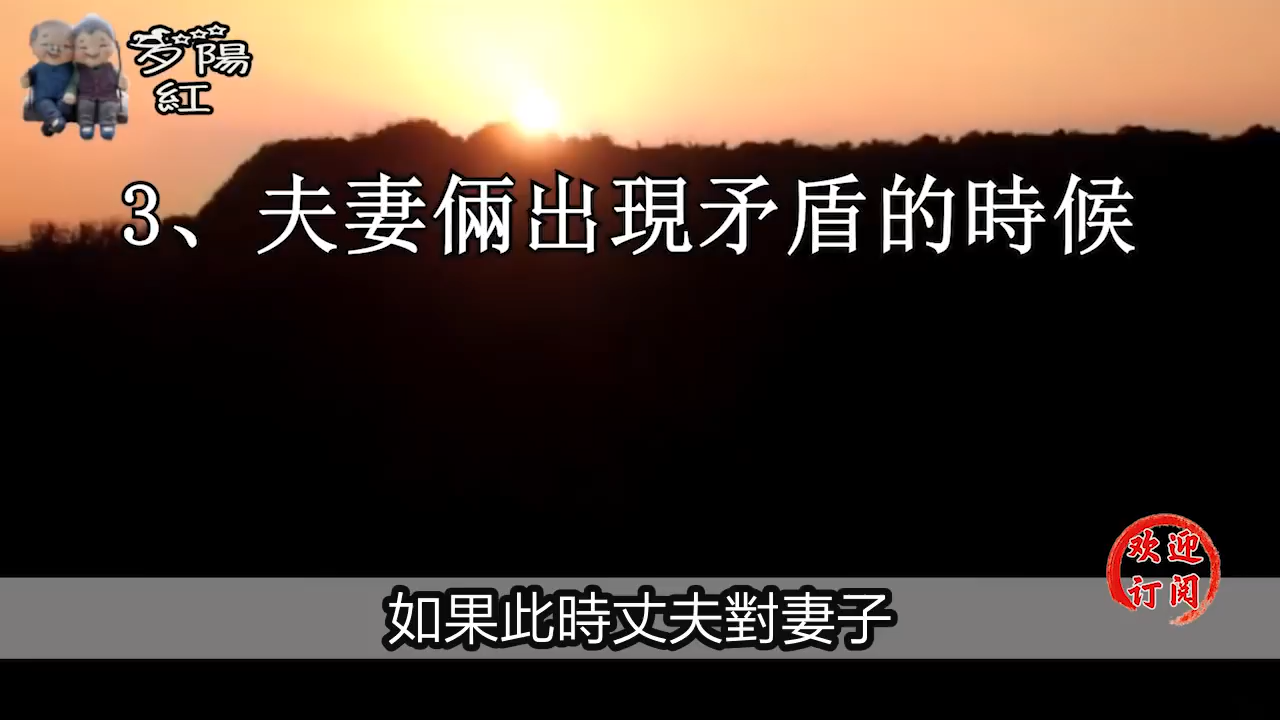 夕陽
紅
3、夫妻倆出現矛盾的時候
欢迎
订阅
如果此時丈夫對妻子